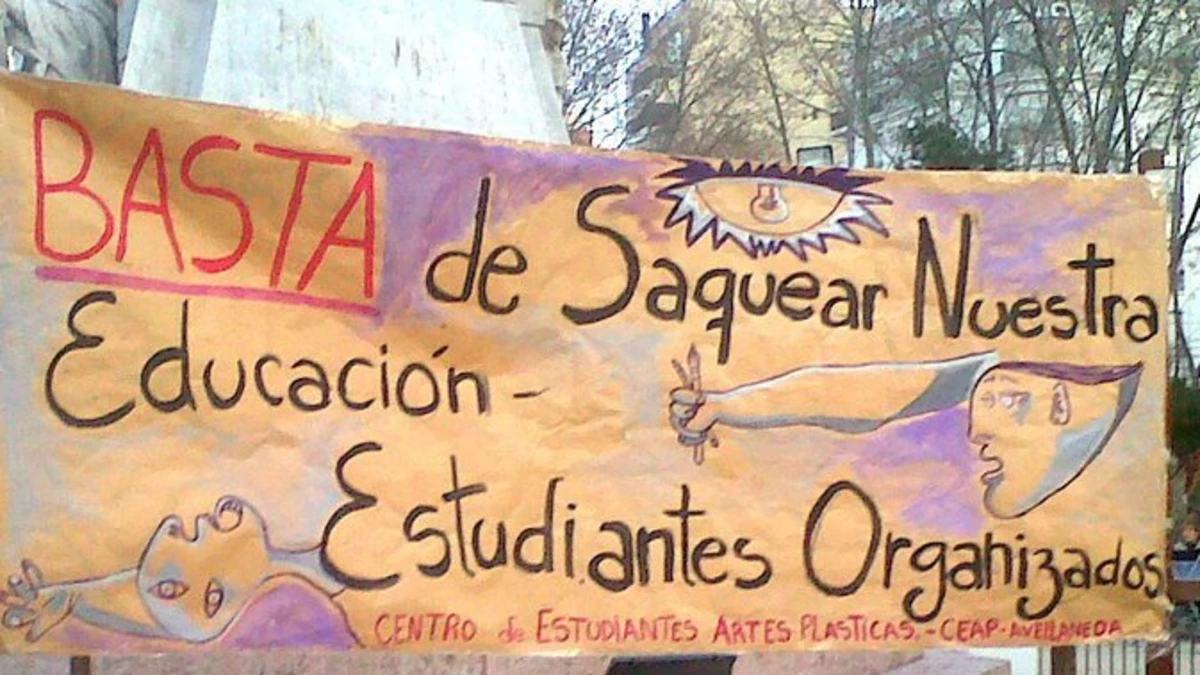 BASTA de Saquear Nuestra
Educación -
Estudiantes Organizados
CENTRO de ESTUDIANTES ARTES PLASTICAS. - CEAP - AVELLANEDA